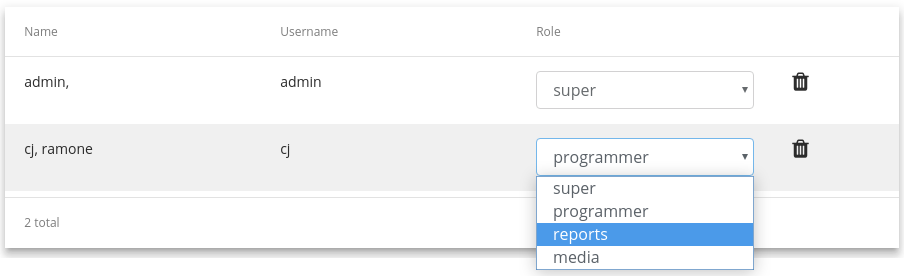 Name Username Role
admin, admin super
cj, ramone cj programmer
super
programmer
reports
2 total
media